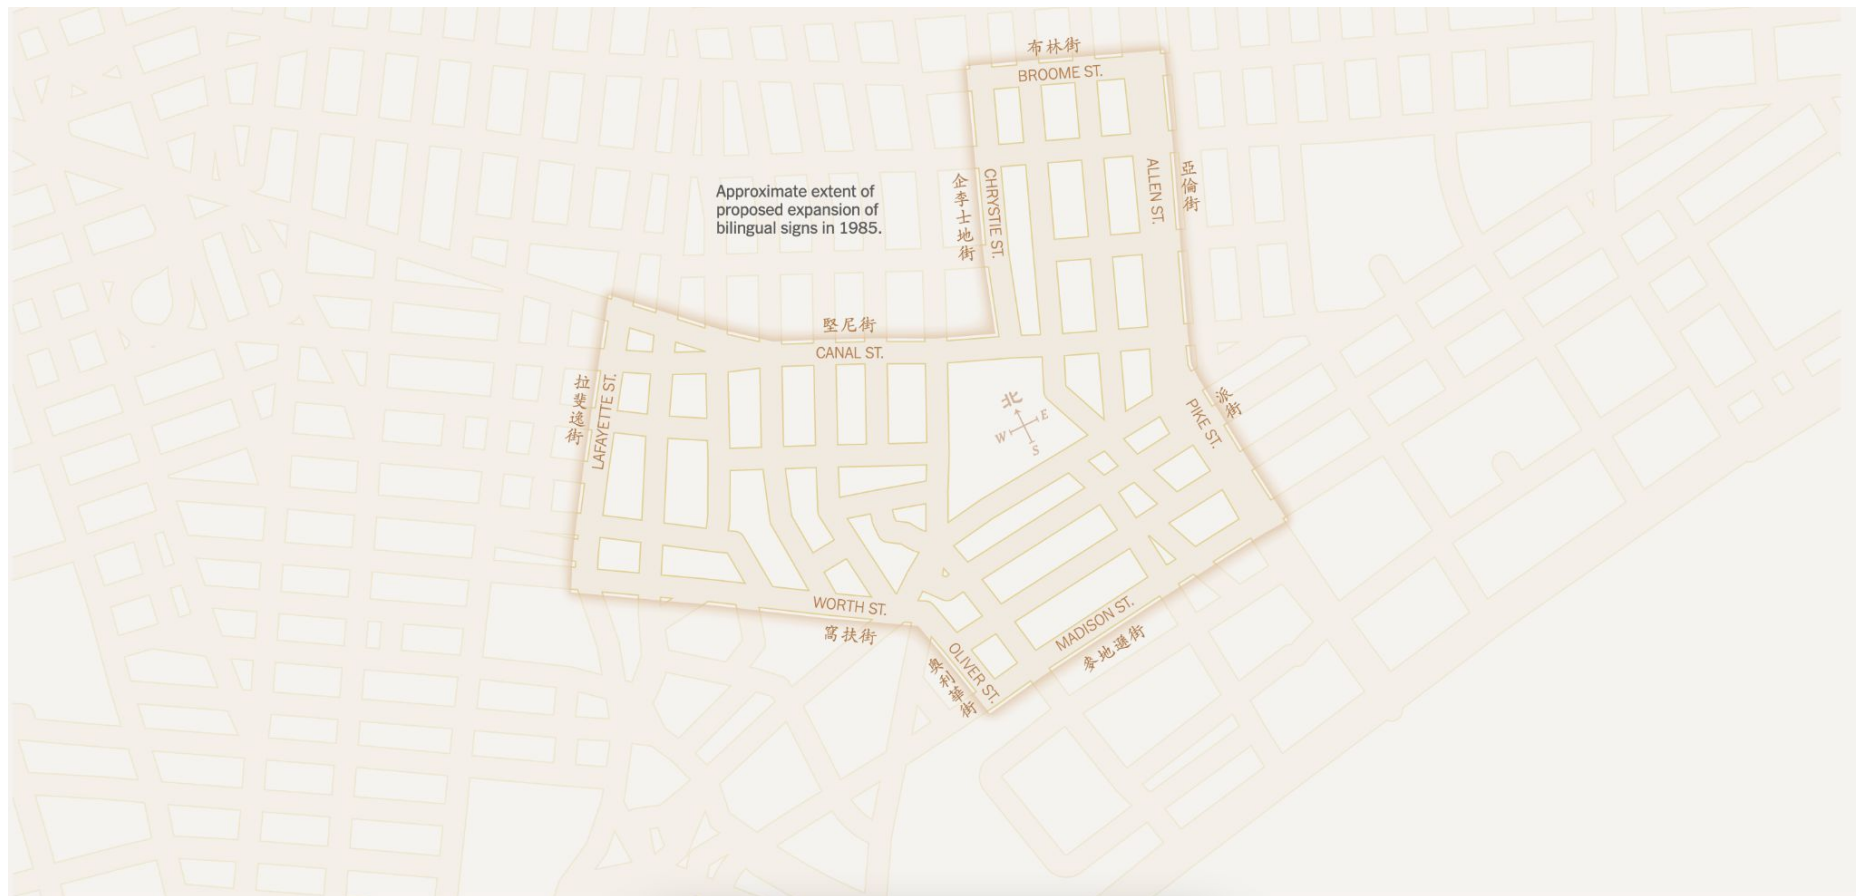 布林街
BROOME ST.
亞倫街
ALLEN ST.
企李士地街
CHRYSTIE ST.
Approximate extent of
proposed expansion of
bilingual signs in 1985.
堅尼街
CANAL ST.
拉斐逸街
LAFAYETTE ST.
北
W
E
S
派街
PIKE ST.
WORTH ST.
窩扶街
MADISON ST.
麥地遜街
OLIVER ST.
奧利華街